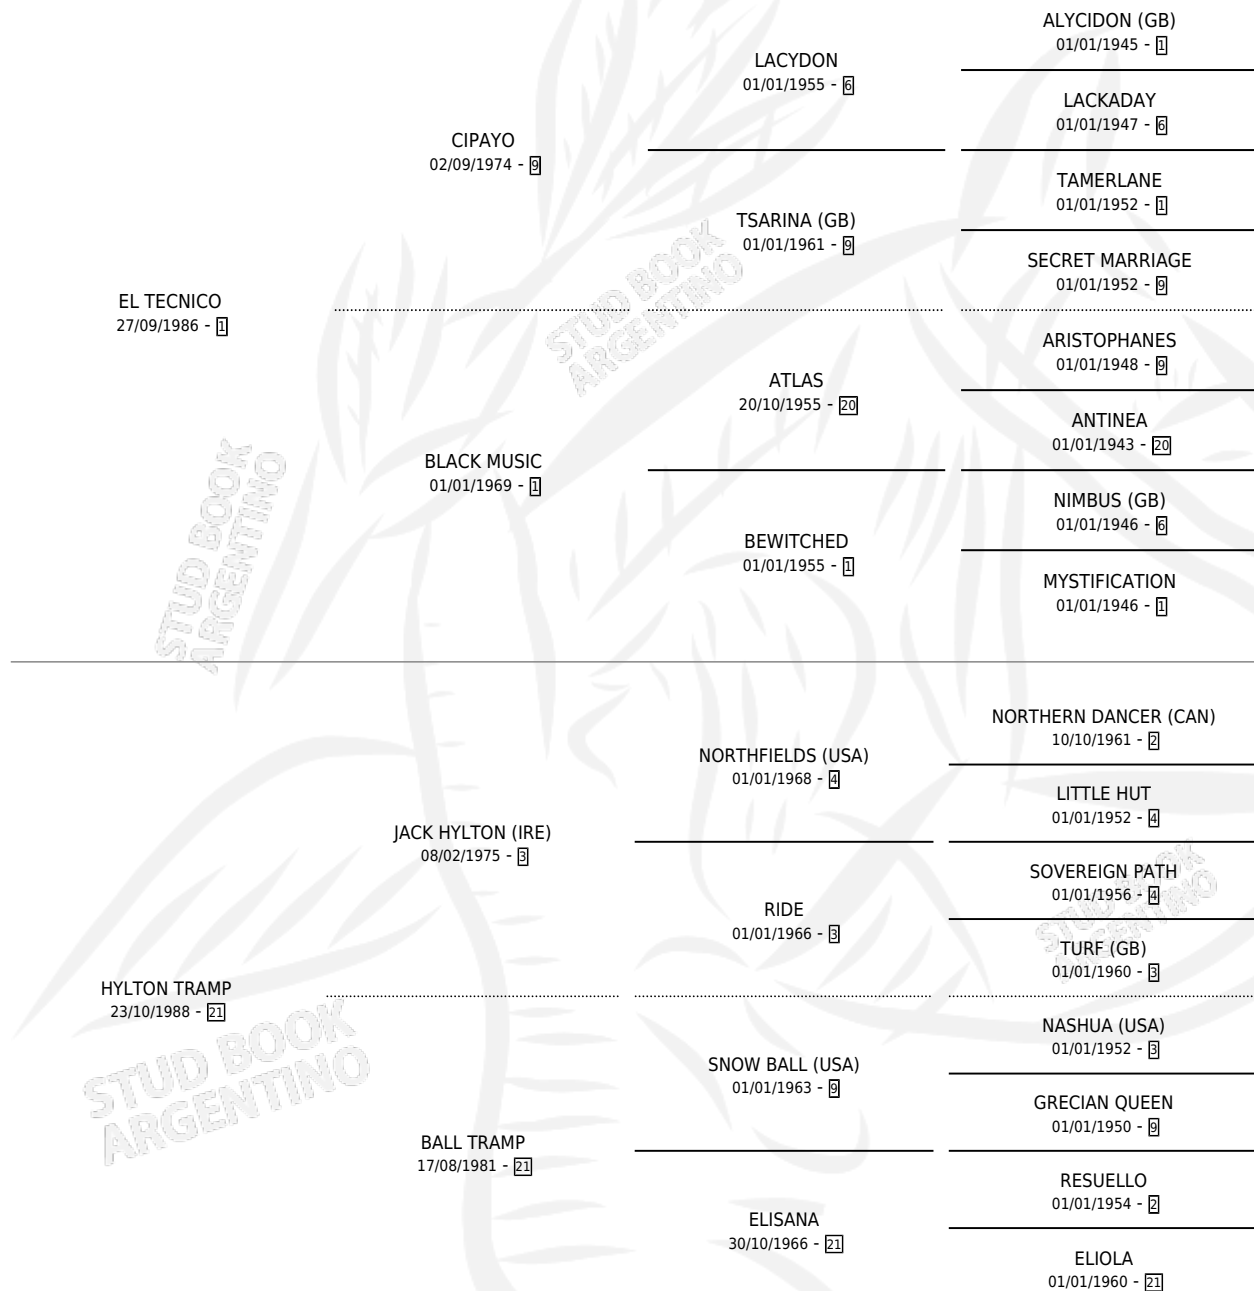 ALYCIDON (GB)
01/01/1945 - 1
LACYDON
01/01/1955 - 6
LACKADAY
01/01/1947 - 6
CIPAYO
02/09/1974 - 9
TAMERLANE
01/01/1952 - 1
TSARINA (GB)
01/01/1961 - 9
SECRET MARRIAGE
01/01/1952 - 9
EL TECNICO
27/09/1986 - 1
ARISTOPHANES
01/01/1948 - 9
ATLAS
20/10/1955 - 20
ANTINEA
01/01/1943 - 20
BLACK MUSIC
01/01/1969 - 1
NIMBUS (GB)
01/01/1946 - 6
BEWITCHED
01/01/1955 - 1
MYSTIFICATION
01/01/1946 - 1
STUD BOOK
ARGENTINO
STUD BOOK
ARGENTINO
NORTHERN DANCER (CAN)
10/10/1961 - 2
NORTHFIELDS (USA)
01/01/1968 - 4
LITTLE HUT
01/01/1952 - 4
JACK HYLTON (IRE)
08/02/1975 - 3
SOVEREIGN PATH
01/01/1956 - 4
RIDE
01/01/1966 - 3
TURF (GB)
01/01/1960 - 3
HYLTON TRAMP
23/10/1988 - 21
NASHUA (USA)
01/01/1952 - 3
SNOW BALL (USA)
01/01/1963 - 9
GRECIAN QUEEN
01/01/1950 - 9
BALL TRAMP
17/08/1981 - 21
RESUELLO
01/01/1954 - 2
ELISANA
30/10/1966 - 21
ELIOLA
01/01/1960 - 21
STUD BOOK
ARGENTINO
STUD BOOK
ARGENTINO